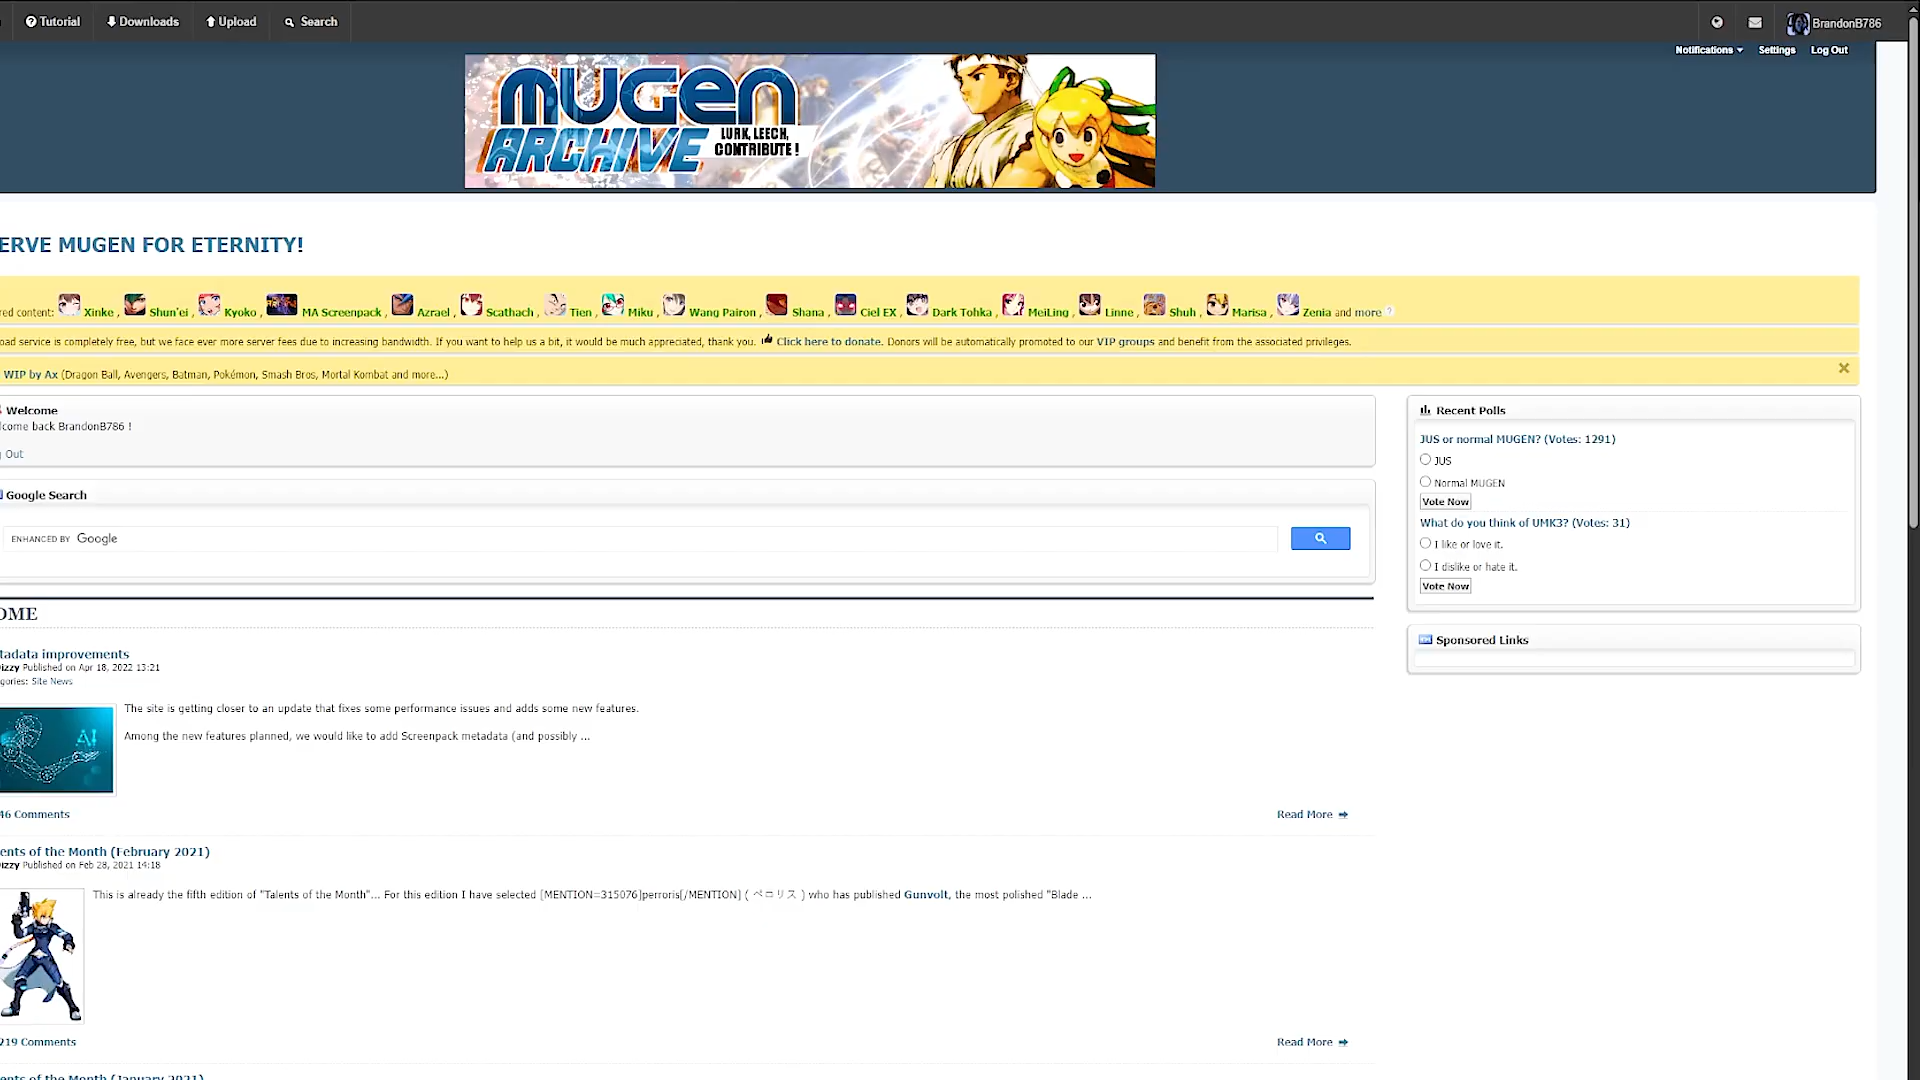 Tutorial Downloads Upload Search BrandonB786
Notifications Settings Log Out
MUGEN
ARCHIVE
LURK, LEECH,
CONTRIBUTE !
ERVE MUGEN FOR ETERNITY!
red content: Xinke , Shun'ei , Kyoko , MA Screenpack , Azrael , Scathach , Tien , Miku , Wang Pairon , Shana , Ciel EX , Dark Tohka , MeiLing , Linne , Shuh , Marisa , Zenia and more ?
oad service is completely free, but we face ever more server fees due to increasing bandwidth. If you want to help us a bit, it would be much appreciated, thank you. Click here to donate. Donors will be automatically promoted to our VIP groups and benefit from the associated privileges.
WIP by Ax (Dragon Ball, Avengers, Batman, Pokémon, Smash Bros, Mortal Kombat and more...)
Welcome
lcome back BrandonB786 !
Out
Google Search
ENHANCED BY Google
OME
tadata improvements
izzy Published on Apr 18, 2022 13:21
gories: Site News
AI
The site is getting closer to an update that fixes some performance issues and adds some new features.
Among the new features planned, we would like to add Screenpack metadata (and possibly ...
46 Comments
Read More
ents of the Month (February 2021)
izzy Published on Feb 28, 2021 14:18
This is already the fifth edition of "Talents of the Month"... For this edition I have selected [MENTION=315076]perroris[/MENTION] ( ペロリス ) who has published Gunvolt, the most polished "Blade ...
219 Comments
Read More
ents of the Month (January 2021)
Recent Polls
JUS or normal MUGEN? (Votes: 1291)
JUS
Normal MUGEN
Vote Now
What do you think of UMK3? (Votes: 31)
I like or love it.
I dislike or hate it.
Vote Now
Sponsored Links